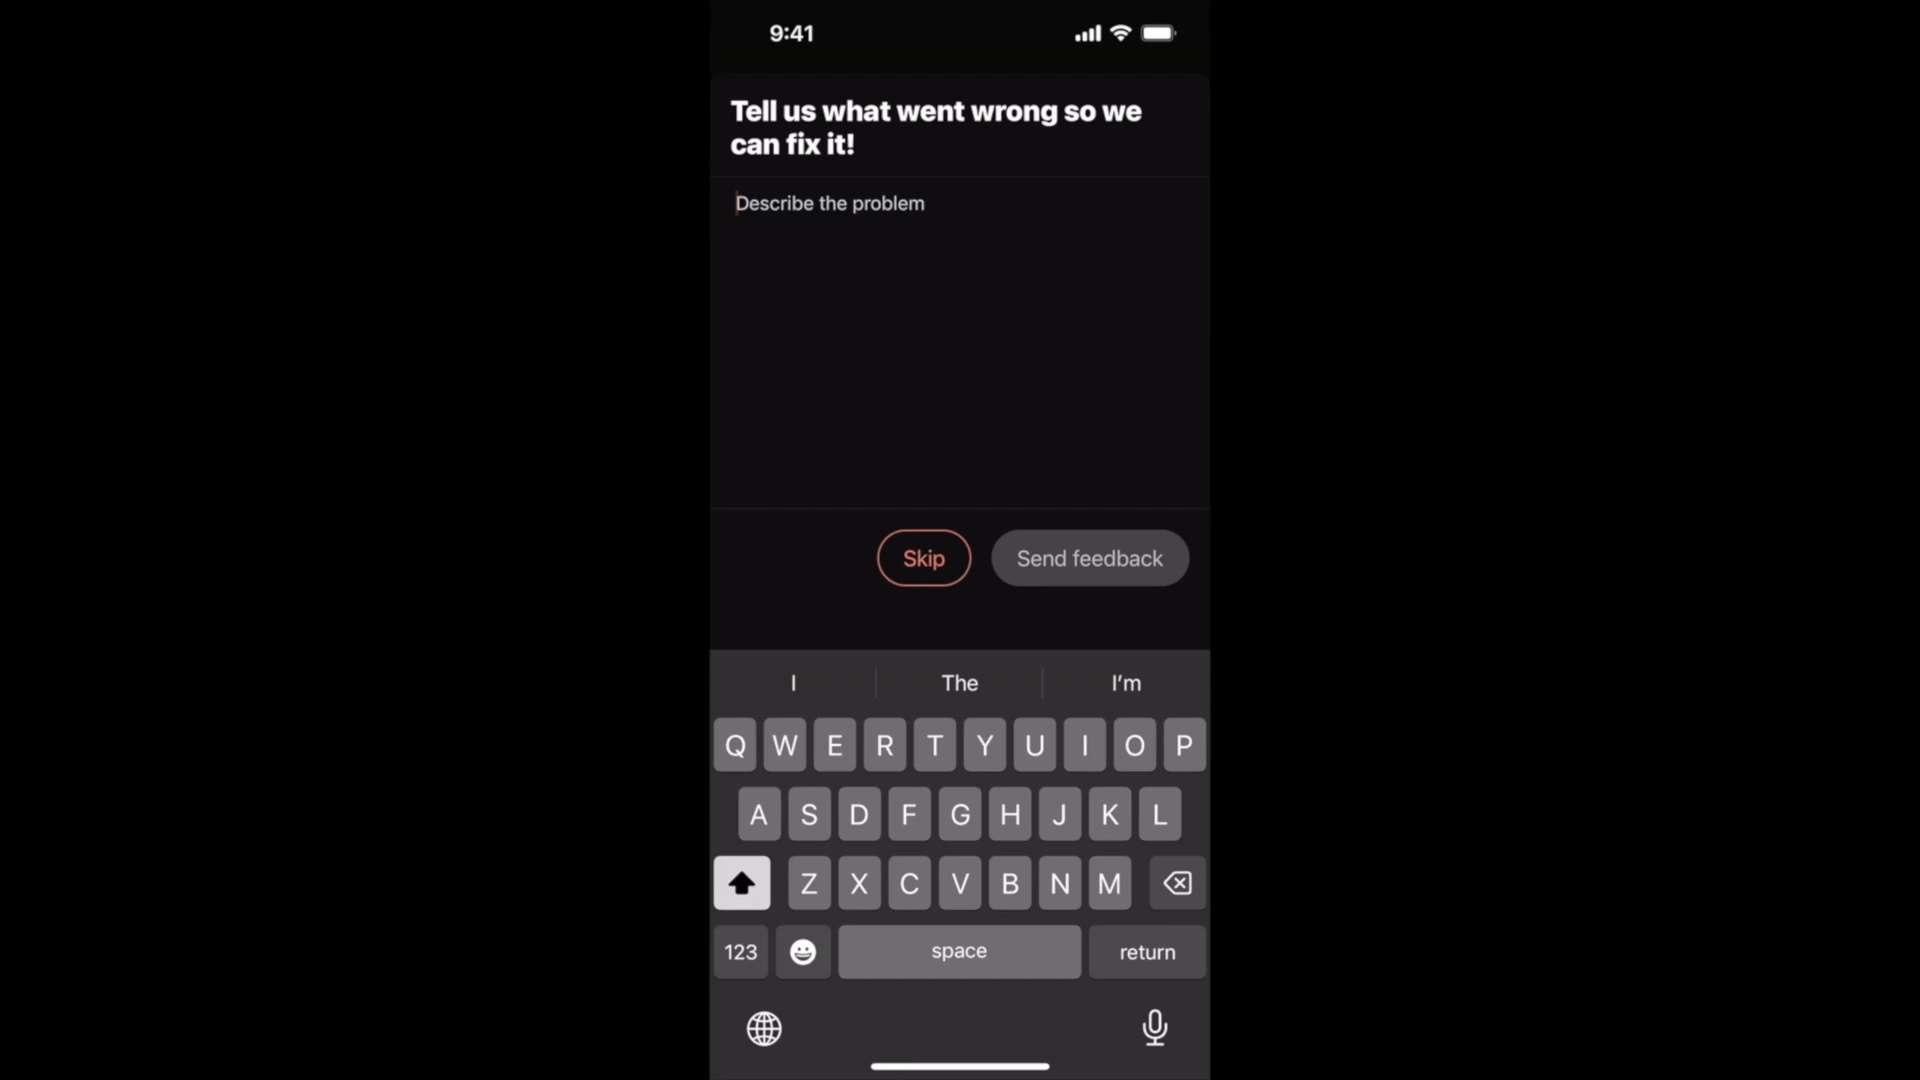 9:41
Tell us what went wrong so we
can fix it!
Describe the problem
Skip
Send feedback
I
The
I'm
Q W E R T Y U I O P
A S D F G H J K L
Z X C V B N M
123
space
return